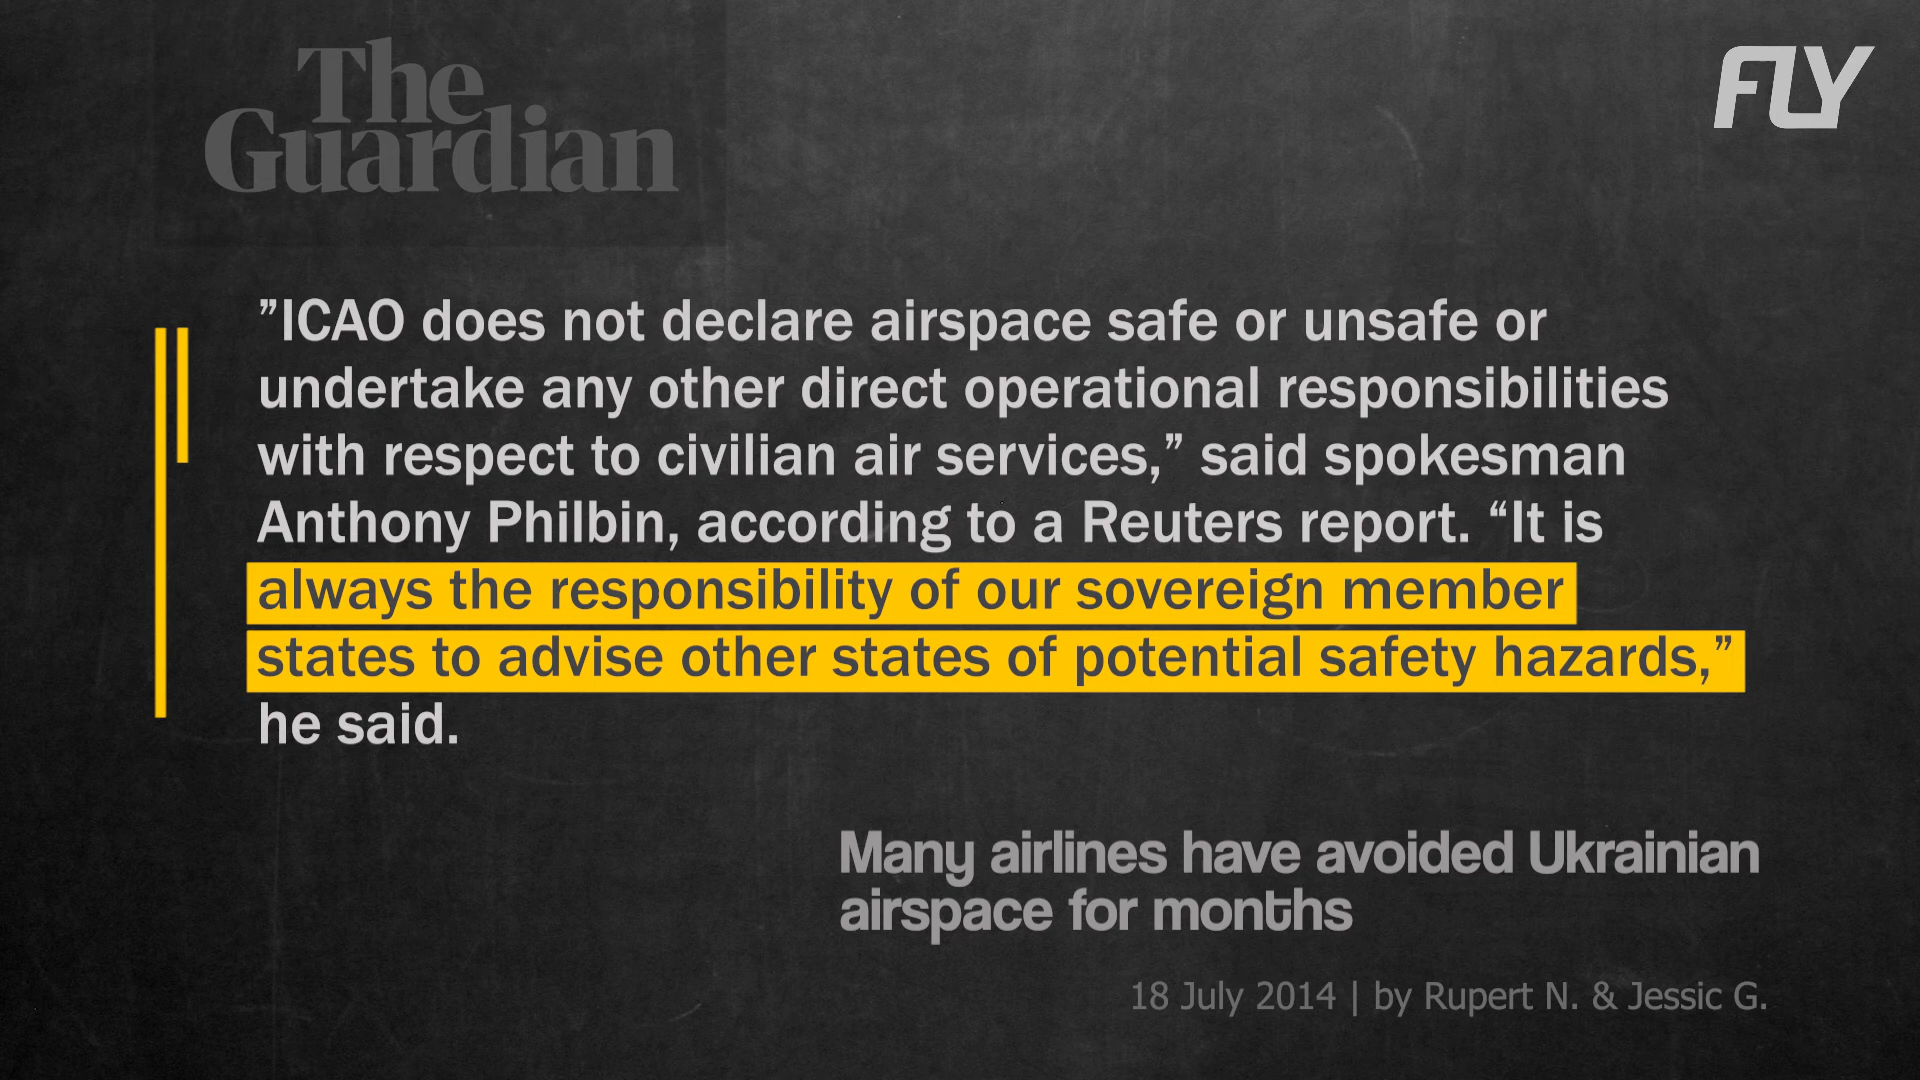 The
Guardian
FLY
”ICAO does not declare airspace safe or unsafe or
undertake any other direct operational responsibilities
with respect to civilian air services,” said spokesman
Anthony Philbin, according to a Reuters report. “It is
always the responsibility of our sovereign member
states to advise other states of potential safety hazards,”
he said.
Many airlines have avoided Ukrainian
airspace for months
18 July 2014 | by Rupert N. & Jessic G.